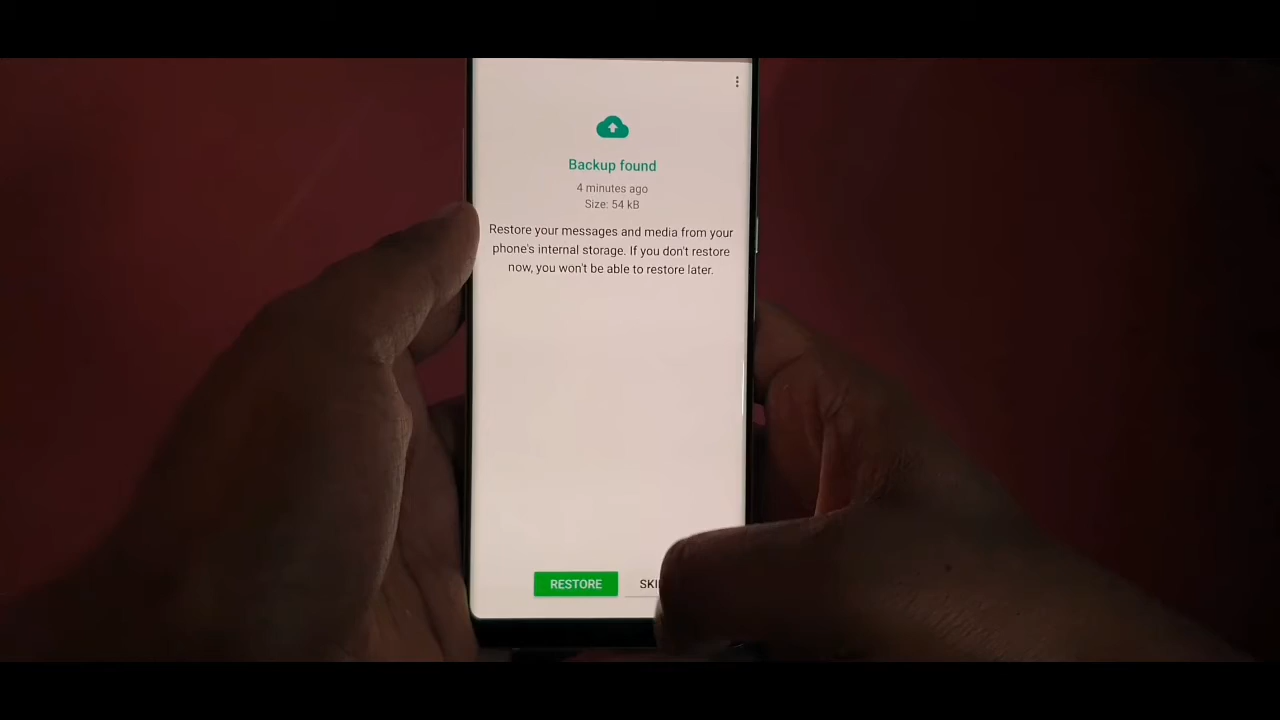 Backup found
4 minutes ago
Size: 54 kB
Restore your messages and media from your
phone's internal storage. If you don't restore
now, you won't be able to restore later.
RESTORE